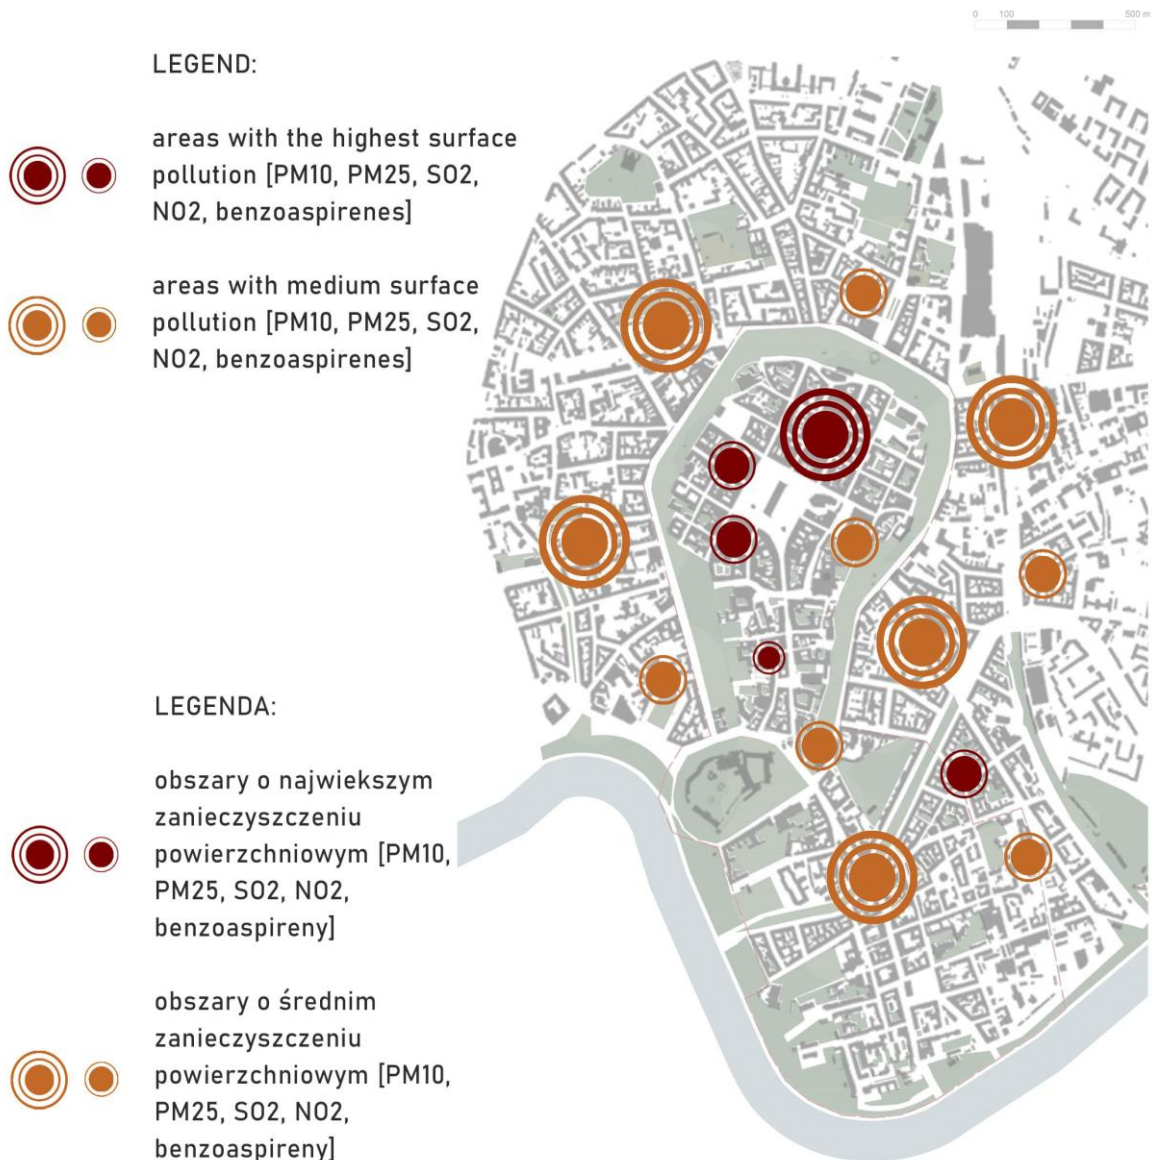 0 100 500 m
LEGEND:
areas with the highest surface
pollution [PM10, PM25, SO2,
NO2, benzoaspirenes]
areas with medium surface
pollution [PM10, PM25, SO2,
NO2, benzoaspirenes]
LEGENDA:
obszary o najwiekszym
zanieczyszczeniu
powierzchniowym [PM10,
PM25, SO2, NO2,
benzoaspireny]
obszary o średnim
zanieczyszczeniu
powierzchniowym [PM10,
PM25, SO2, NO2,
benzoaspireny]